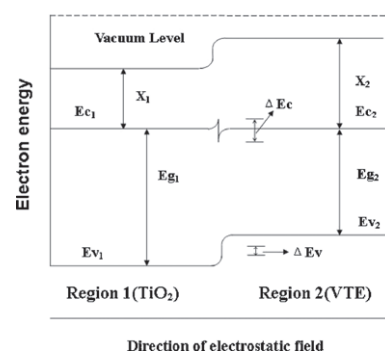 Vacuum Level
X₁
X₂
Δ Ec
Ec₁
Ec₂
Eg₁
Eg₂
Ev₂
Ev₁
Δ Ev
Region 1(TiO₂)
Region 2(VTE)
Direction of electrostatic field
Electron energy